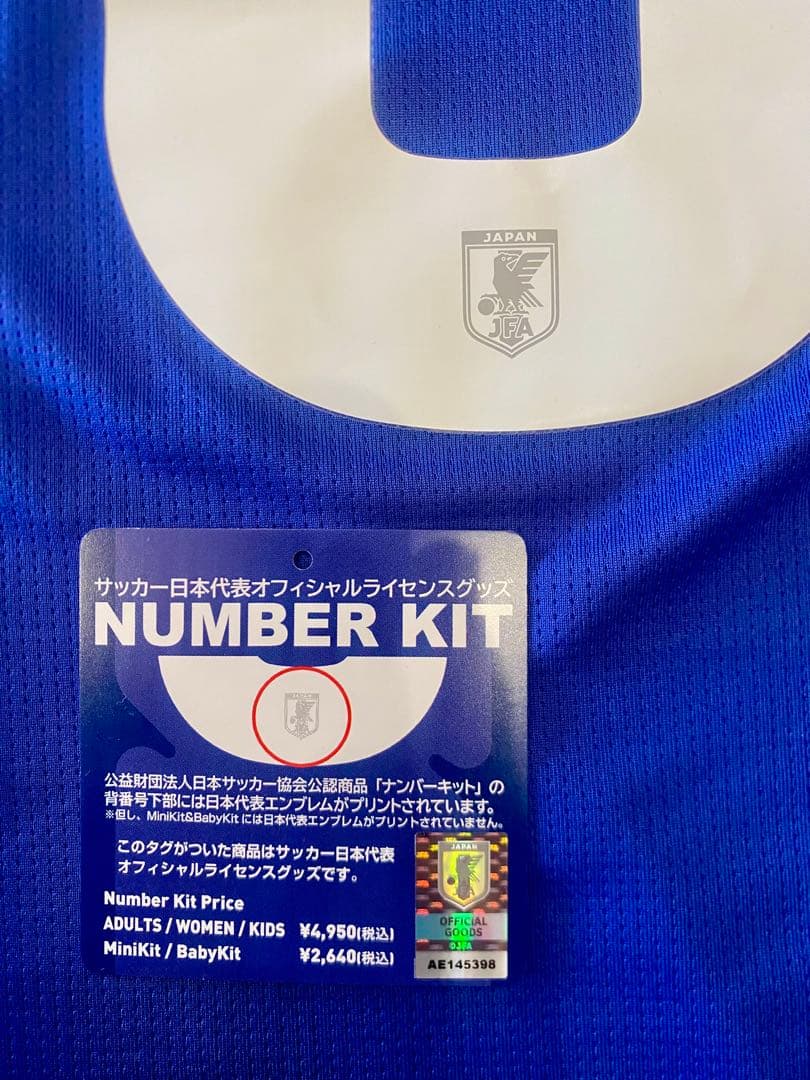 JAPAN
JFA
サッカー日本代表オフィシャルライセンスグッズ
NUMBER KIT
JAPAN
公益財団法人日本サッカー協会公認商品「ナンバーキット」の
背番号下部には日本代表エンブレムがプリントされています。
※但し、MiniKit&BabyKitには日本代表エンブレムがプリントされていません。
このタグがついた商品はサッカー日本代表
オフィシャルライセンスグッズです。
Number Kit Price
ADULTS / WOMEN / KIDS ¥4,950(税込)
MiniKit / BabyKit ¥2,640(税込)
JAPAN
OFFICIAL
GOODS
©JFA
AE145398